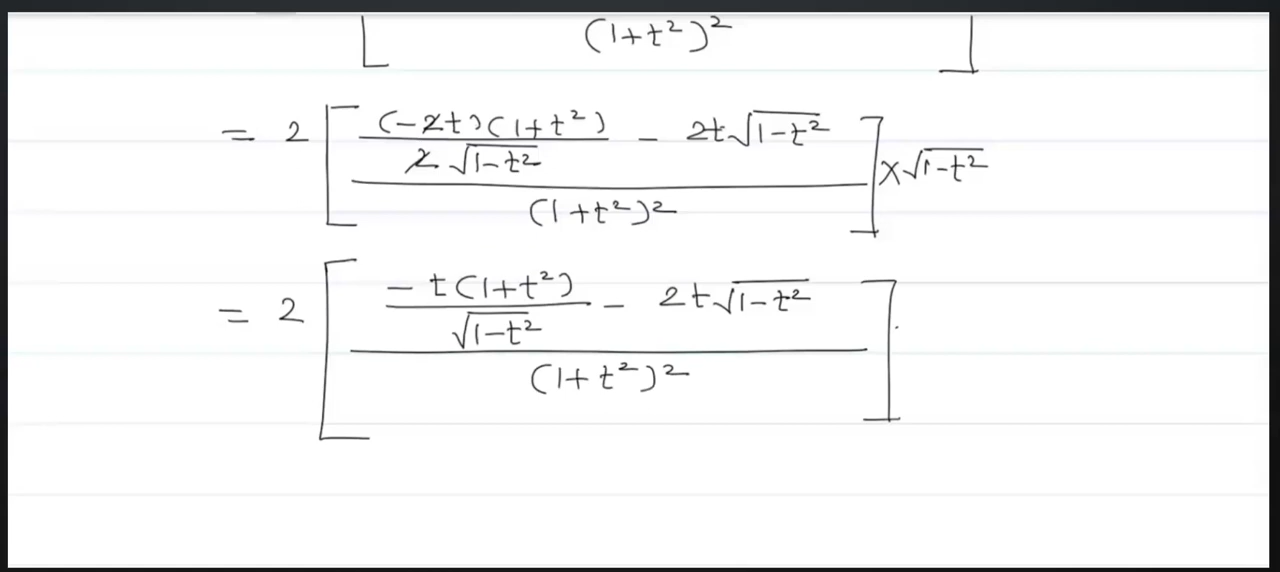 [ (1+t²)² ]
= 2 [ ((-2t)(1+t²) / 2√(1-t²) - 2t√(1-t²)) / (1+t²)² ] × √(1-t²)
= 2 [ (-t(1+t²) / √(1-t²) - 2t√(1-t²)) / (1+t²)² ]